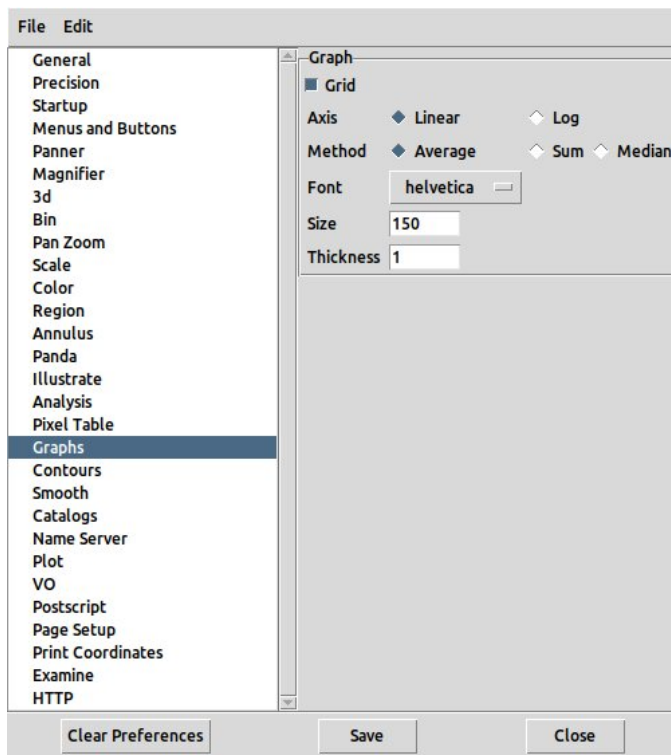 File Edit
General
Precision
Startup
Menus and Buttons
Panner
Magnifier
3d
Bin
Pan Zoom
Scale
Color
Region
Annulus
Panda
Illustrate
Analysis
Pixel Table
Graphs
Contours
Smooth
Catalogs
Name Server
Plot
VO
Postscript
Page Setup
Print Coordinates
Examine
HTTP
Graph
Grid
Axis Linear Log
Method Average Sum Median
Font helvetica
Size 150
Thickness 1
Clear Preferences Save Close